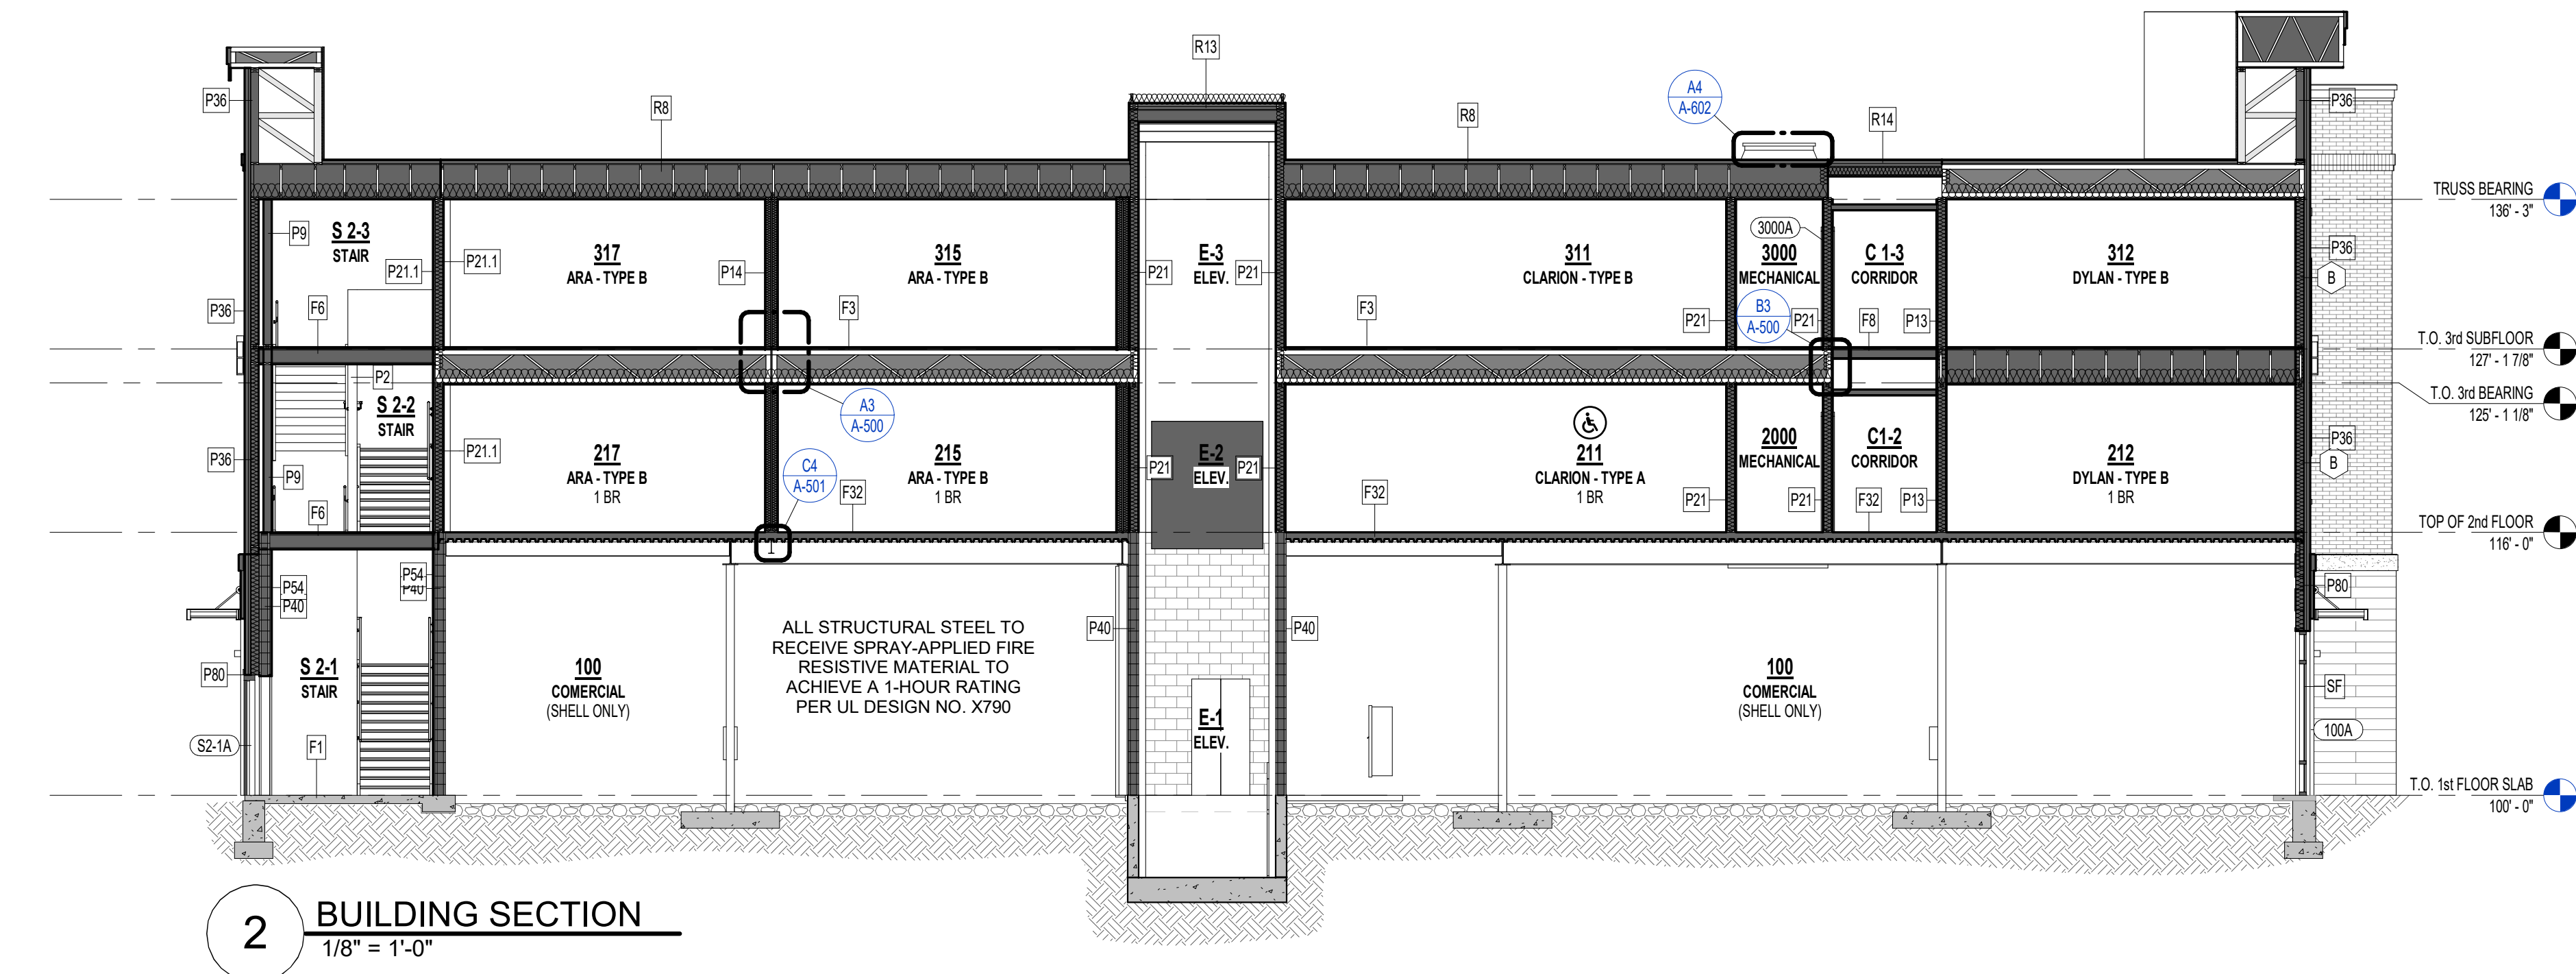 R13
A4
A-602
P36
R8
R8
R14
P36
TRUSS BEARING
136' - 3"
S 2-3
STAIR
P9
P21.1
P21.1
317
ARA - TYPE B
P14
315
ARA - TYPE B
P21
E-3
ELEV.
P21
311
CLARION - TYPE B
3000A
3000
MECHANICAL
C 1-3
CORRIDOR
312
DYLAN - TYPE B
P36
B
P36
F6
F3
F3
P21
B3
A-500
P21
F8
P13
T.O. 3rd SUBFLOOR
127' - 1 7/8"
P2
S 2-2
STAIR
A3
A-500
T.O. 3rd BEARING
125' - 1 1/8"
P36
P9
P21.1
217
ARA - TYPE B
1 BR
C4
A-501
215
ARA - TYPE B
1 BR
P21
E-2
ELEV.
P21
211
CLARION - TYPE A
1 BR
2000
MECHANICAL
C1-2
CORRIDOR
212
DYLAN - TYPE B
1 BR
P36
B
F6
F32
F32
P21
P21
F32
P13
TOP OF 2nd FLOOR
116' - 0"
P54
P40
P54
P40
P80
P40
P40
ALL STRUCTURAL STEEL TO
RECEIVE SPRAY-APPLIED FIRE
RESISTIVE MATERIAL TO
ACHIEVE A 1-HOUR RATING
PER UL DESIGN NO. X790
P80
S 2-1
STAIR
100
COMERCIAL
(SHELL ONLY)
100
COMERCIAL
(SHELL ONLY)
SF
S2-1A
F1
E-1
ELEV.
100A
T.O. 1st FLOOR SLAB
100' - 0"
2
BUILDING SECTION
1/8" = 1'-0"